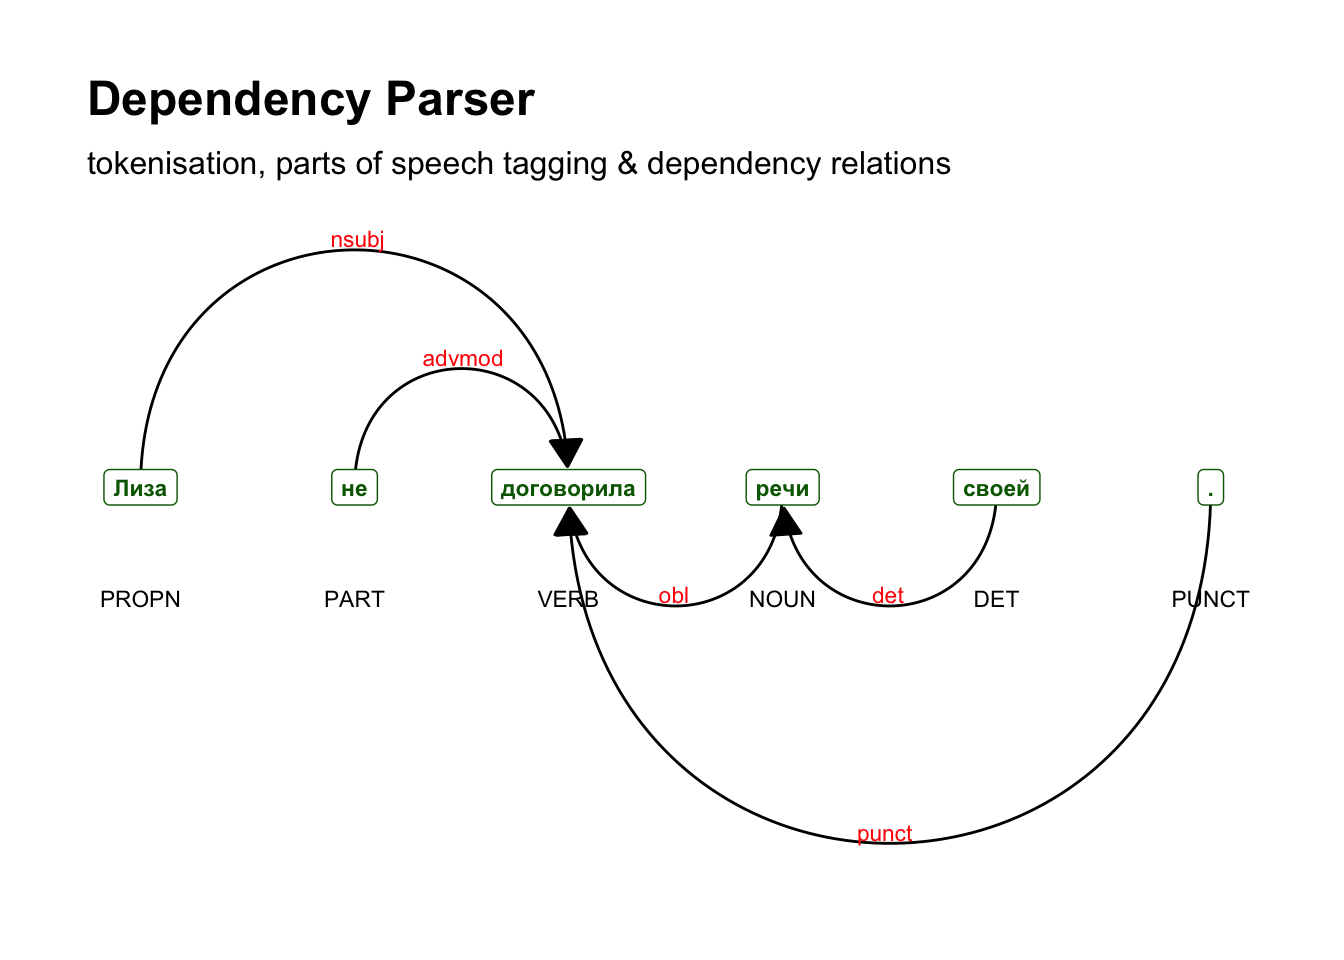 Dependency Parser
tokenisation, parts of speech tagging & dependency relations
nsubj
advmod
Лиза не договорила речи своей .
obl det
PROPN PART VERB NOUN DET PUNCT
punct